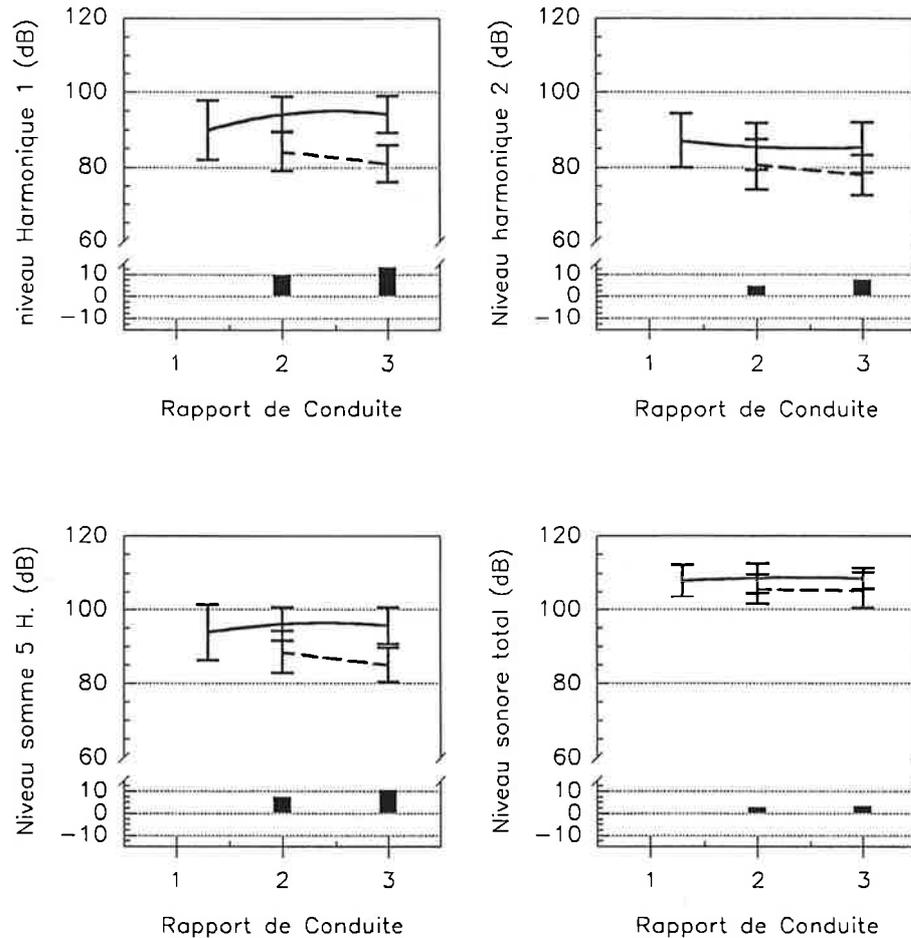 niveau Harmonique 1 (dB)
120
100
80
60
10
0
−10
1 2 3
Rapport de Conduite
Niveau harmonique 2 (dB)
120
100
80
60
10
0
−10
1 2 3
Rapport de Conduite
Niveau somme 5 H. (dB)
120
100
80
60
10
0
−10
1 2 3
Rapport de Conduite
Niveau sonore total (dB)
120
100
80
60
10
0
−10
1 2 3
Rapport de Conduite